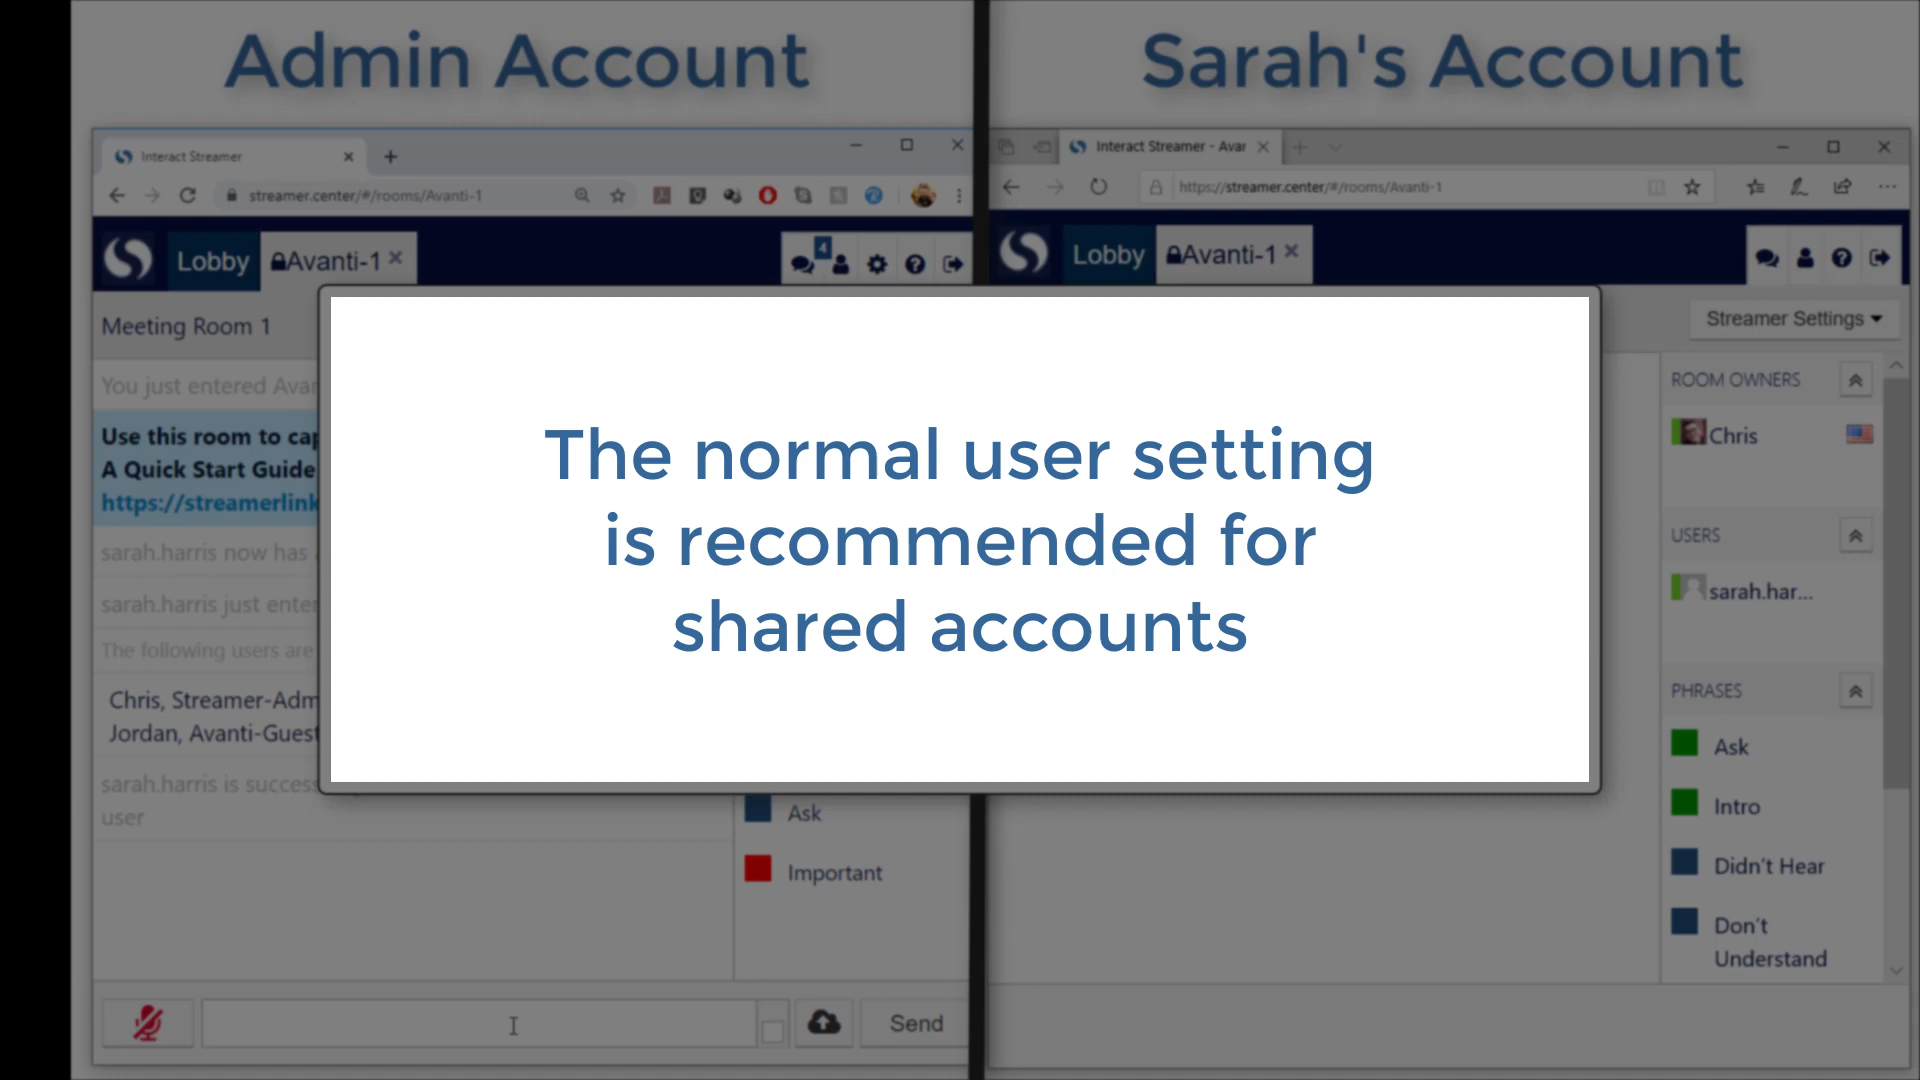 Admin Account
Sarah's Account
Interact Streamer
streamer.center/#/rooms/Avanti-1
Interact Streamer - Avar
https://streamer.center/#/rooms/Avanti-1
Lobby
Avanti-1
4
Lobby
Avanti-1
Meeting Room 1
Streamer Settings
You just entered
Use this room to
A Quick Start Guide
https://streamerlink
sarah.harris now has
sarah.harris just
The following users are
Chris, Streamer-Adm
Jordan, Avanti-Guest
sarah.harris is
user
The normal user setting
is recommended for
shared accounts
Ask
Important
Send
ROOM OWNERS
Chris
USERS
sarah.har...
PHRASES
Ask
Intro
Didn't Hear
Don't
Understand